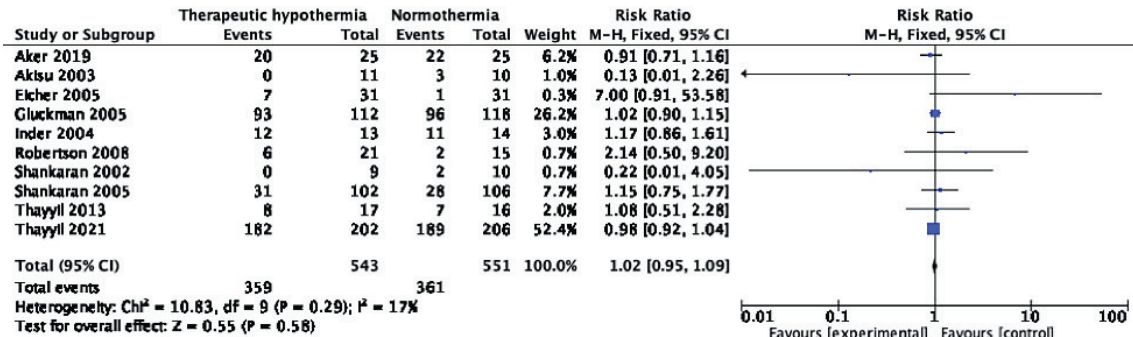 Therapeutic hypothermia Normothermia Risk Ratio Risk Ratio
Study or Subgroup Events Total Events Total Weight M-H, Fixed, 95% CI M-H, Fixed, 95% CI
Aker 2019 20 25 22 25 6.2% 0.91 [0.71, 1.16]
Akisu 2003 0 11 3 10 1.0% 0.13 [0.01, 2.26]
Eicher 2005 7 31 1 31 0.3% 7.00 [0.91, 53.58]
Gluckman 2005 93 112 96 118 26.2% 1.02 [0.90, 1.15]
Inder 2004 12 13 11 14 3.0% 1.17 [0.86, 1.61]
Robertson 2008 6 21 2 15 0.7% 2.14 [0.50, 9.20]
Shankaran 2002 0 9 2 10 0.7% 0.22 [0.01, 4.05]
Shankaran 2005 31 102 28 106 7.7% 1.15 [0.75, 1.77]
Thayyil 2013 8 17 7 16 2.0% 1.08 [0.51, 2.28]
Thayyil 2021 182 202 189 206 52.4% 0.98 [0.92, 1.04]
Total (95% CI) 543 551 100.0% 1.02 [0.95, 1.09]
Total events 359 361
Heterogeneity: Chi² = 10.83, df = 9 (P = 0.29); I² = 17%
Test for overall effect: Z = 0.55 (P = 0.58)
0.01 0.1 1 10 100
Favours [experimental] Favours [control]